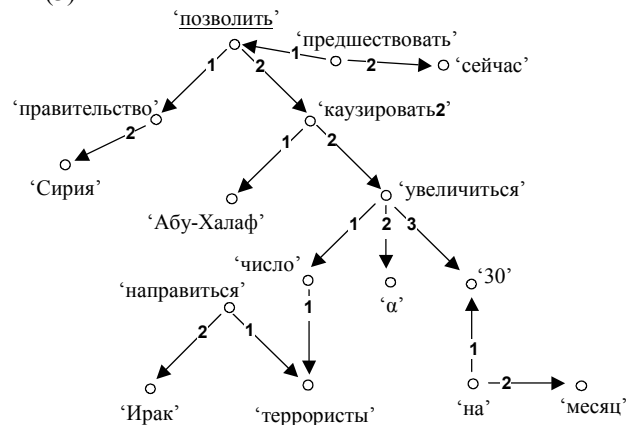 ‘позволить’
‘предшествовать’
1
2
1
2
‘сейчас’
‘правительство’
‘каузировать2’
2
1
2
‘Сирия’
‘увеличиться’
‘Абу-Халаф’
1
2
3
‘число’
‘30’
‘направиться’
‘α’
1
2
1
1
‘Ирак’
‘террористы’
‘на’
2
‘месяц’